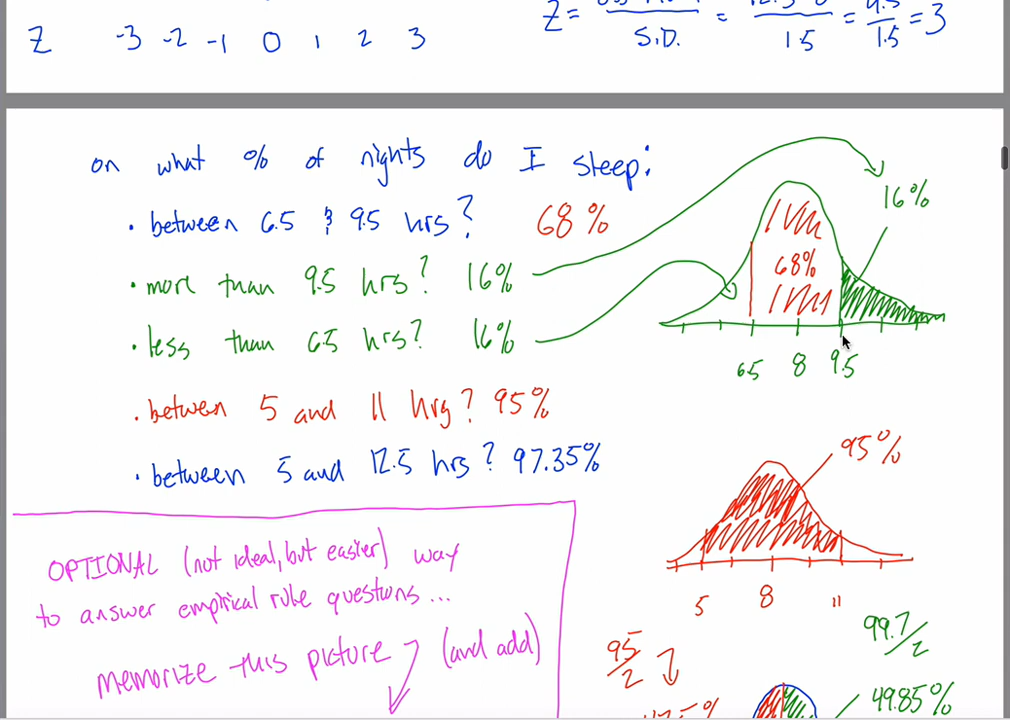 Z -3 -2 -1 0 1 2 3
Z = = = = 3
S.D. 1.5 1.5
on what % of nights do I sleep:
• between 6.5 & 9.5 hrs? 68%
• more than 9.5 hrs? 16%
• less than 6.5 hrs? 16%
• between 5 and 11 hrs? 95%
• between 5 and 12.5 hrs? 97.35%
16%
68%
6.5 8 9.5
95%
5 8 11
OPTIONAL (not ideal, but easier) way
to answer empirical rule questions...
memorize this picture (and add)
95/2
99.7/2
49.85%